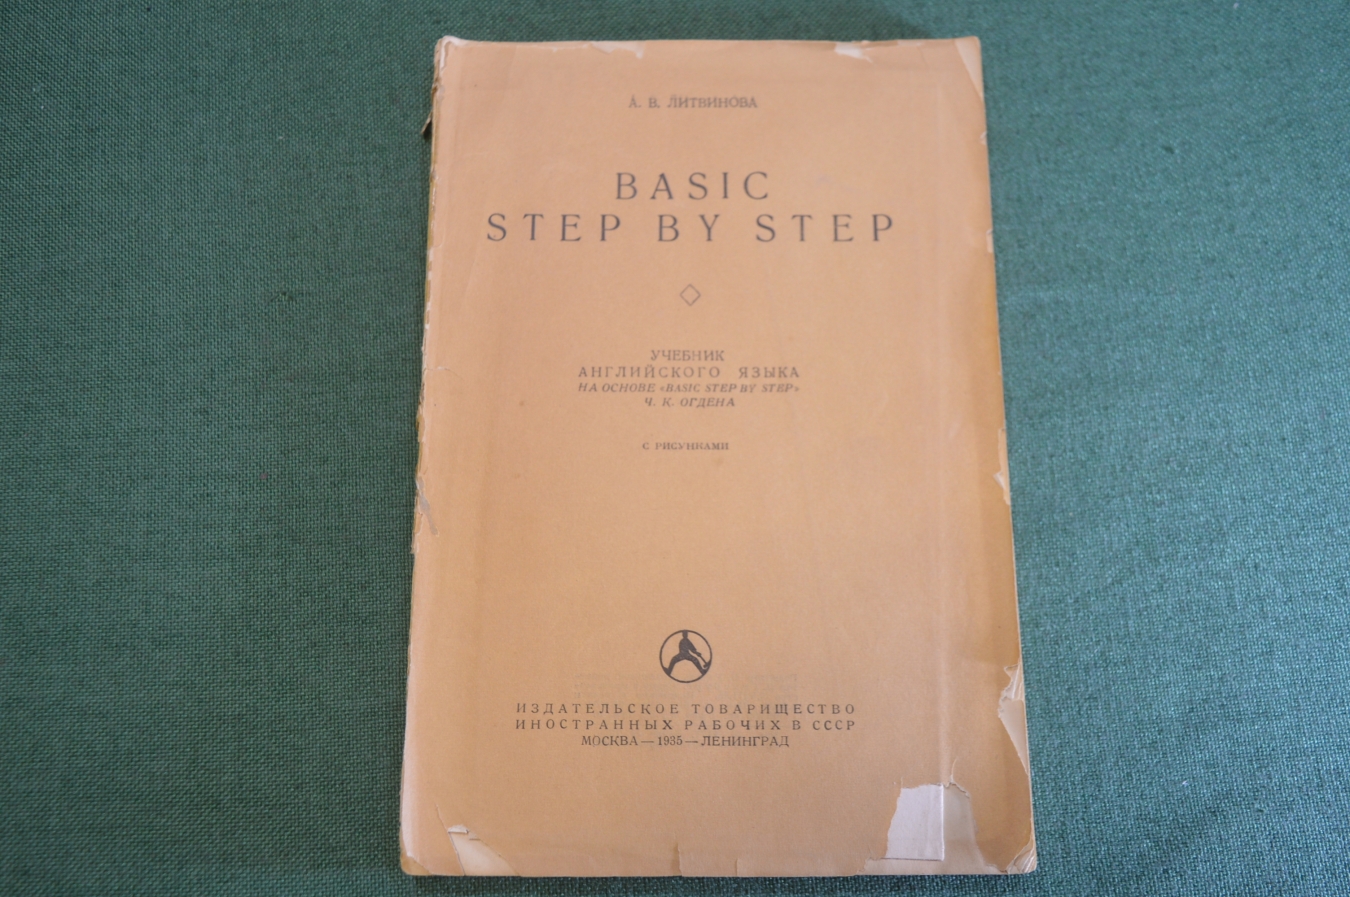 А. В. ЛИТВИНОВА
BASIC
STEP BY STEP
УЧЕБНИК
АНГЛИЙСКОГО ЯЗЫКА
НА ОСНОВЕ «BASIC STEP BY STEP»
Ч. К. ОГДЕНА
С РИСУНКАМИ
ИЗДАТЕЛЬСКОЕ ТОВАРИЩЕСТВО
ИНОСТРАННЫХ РАБОЧИХ В СССР
МОСКВА — 1935 — ЛЕНИНГРАД